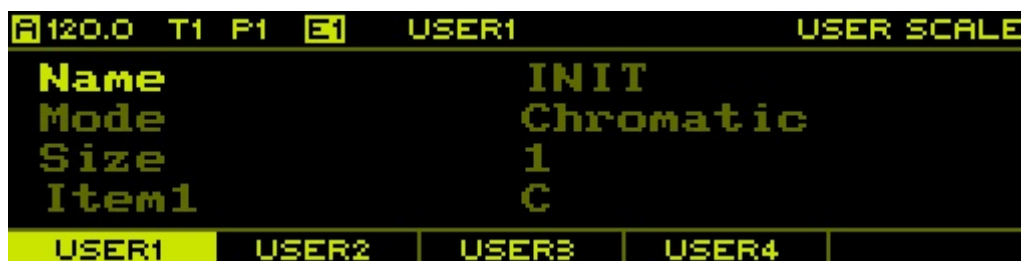 A 120.0 T1 P1 E1 USER1 USER SCALE
Name INIT
Mode Chromatic
Size 1
Item1 C
USER1 USER2 USER3 USER4